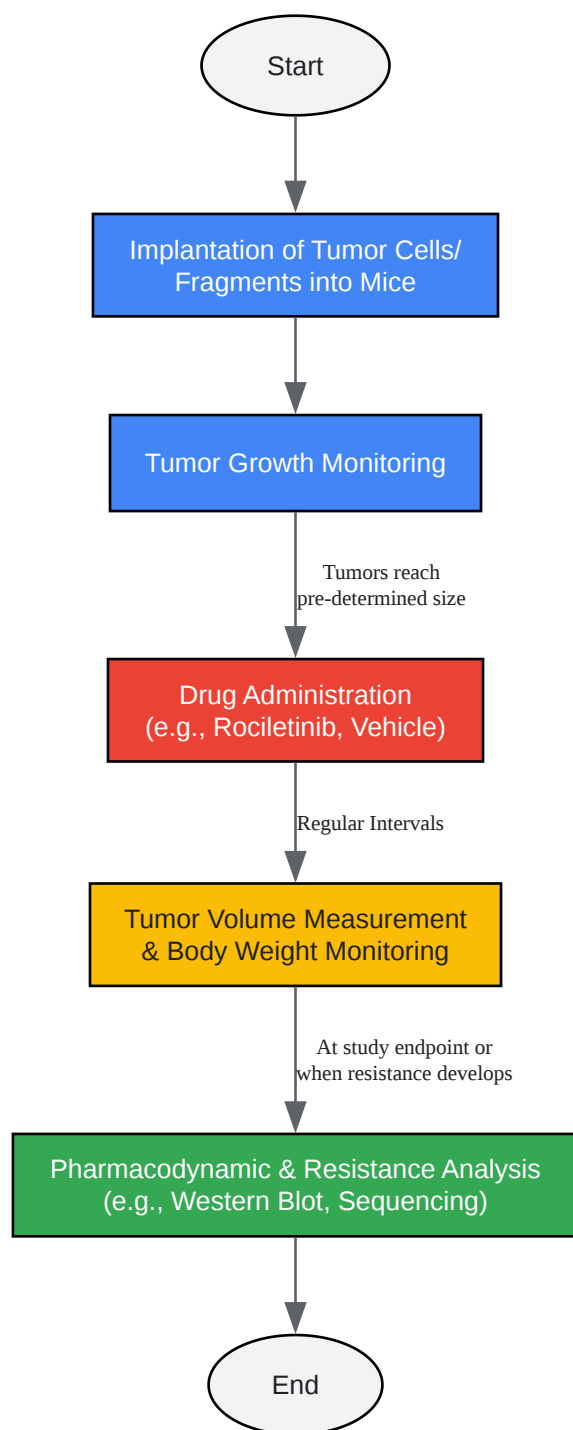 Start
Implantation of Tumor Cells/
Fragments into Mice
Tumor Growth Monitoring
Tumors reach
pre-determined size
Drug Administration
(e.g., Rociletinib, Vehicle)
Regular Intervals
Tumor Volume Measurement
& Body Weight Monitoring
At study endpoint or
when resistance develops
Pharmacodynamic & Resistance Analysis
(e.g., Western Blot, Sequencing)
End